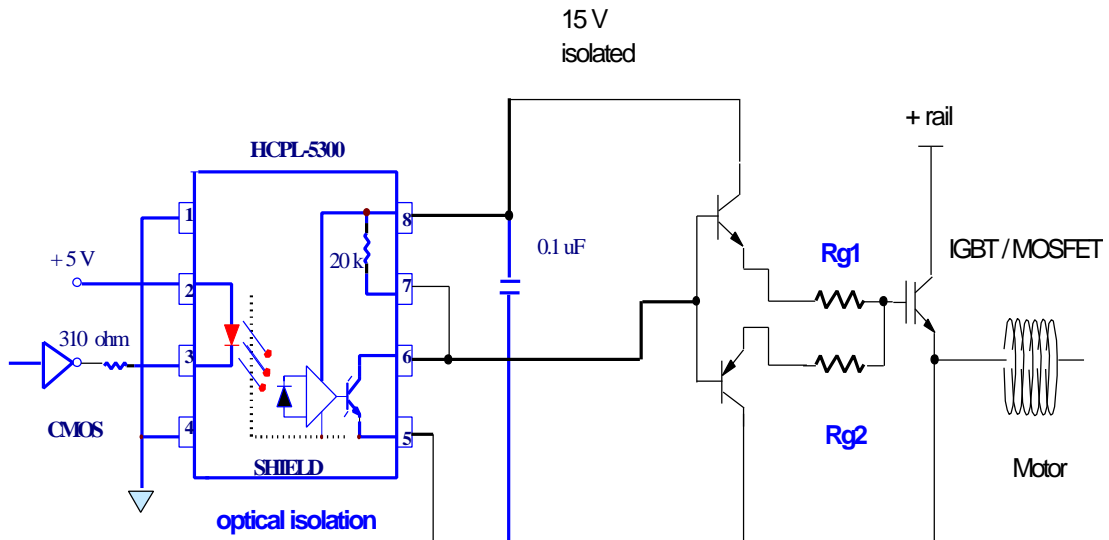 15 V
isolated
+ rail
HCPL-5300
1
8
0.1 uF
20 k
Rg1
IGBT / MOSFET
+ 5 V
2
7
310 ohm
3
6
CMOS
4
5
Rg2
SHIELD
Motor
optical isolation